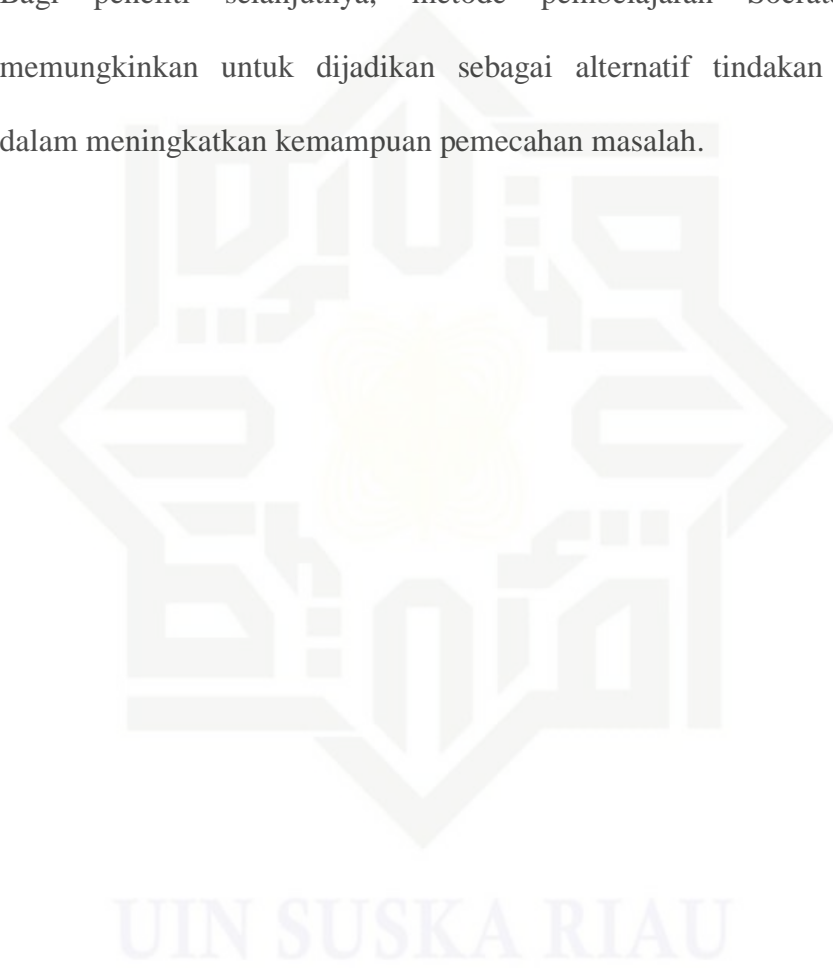 Bagi peneliti selanjutnya, metode pembelajaran
memungkinkan untuk dijadikan sebagai alternatif tindakan
dalam meningkatkan kemampuan pemecahan masalah.
UIN SUSKA RIAU